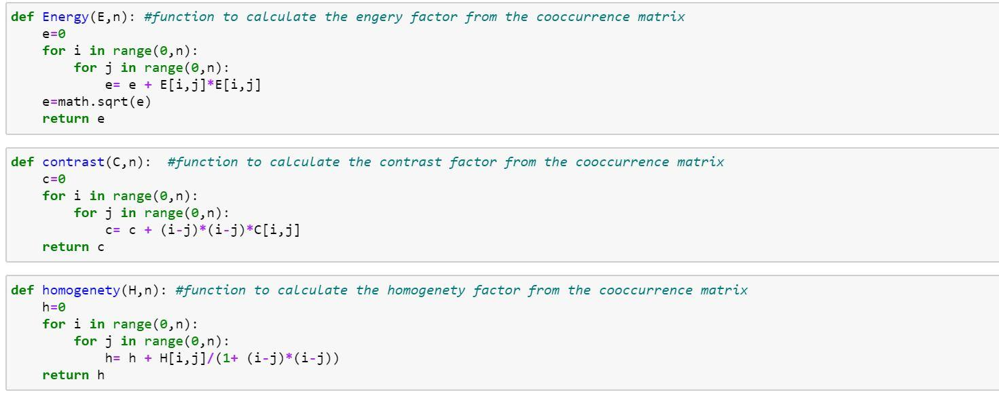 def Energy(E,n): #function to calculate the engery factor from the cooccurrence matrix
    e=0
    for i in range(0,n):
        for j in range(0,n):
            e= e + E[i,j]*E[i,j]
    e=math.sqrt(e)
    return e
def contrast(C,n):  #function to calculate the contrast factor from the cooccurrence matrix
    c=0
    for i in range(0,n):
        for j in range(0,n):
            c= c + (i-j)*(i-j)*C[i,j]
    return c
def homogenety(H,n): #function to calculate the homogenety factor from the cooccurrence matrix
    h=0
    for i in range(0,n):
        for j in range(0,n):
            h= h + H[i,j]/(1+ (i-j)*(i-j))
    return h